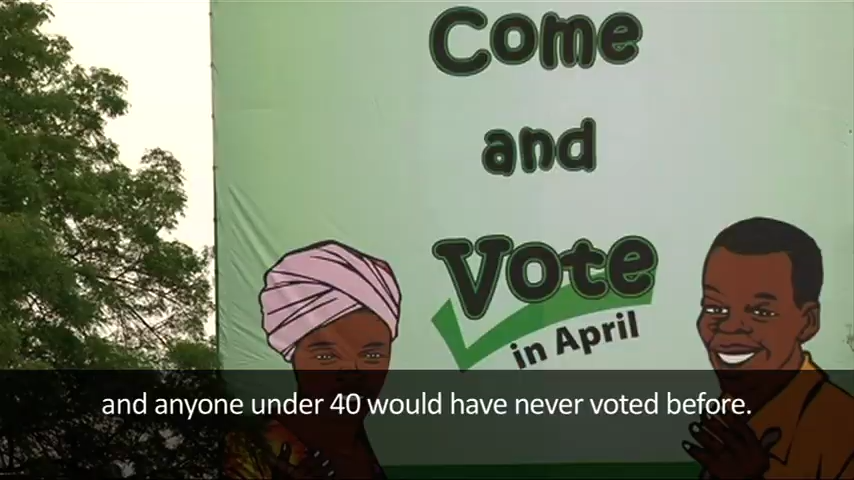 Come
and
Vote
in April
and anyone under 40 would have never voted before.